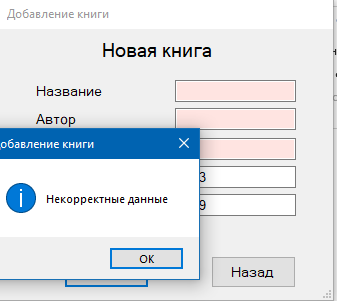 Добавление книги
Новая книга
Название
Автор
обавление книги
3
Некорректные данные
9
OK
Назад